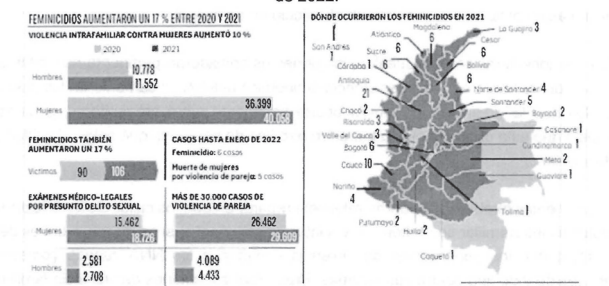 de 2022.
FEMINICIDIOS AUMENTARON UN 17 % ENTRE 2020 Y 2021
VIOLENCIA INTRAFAMILIAR CONTRA MUJERES AUMENTÓ 10 %
2020 2021
Hombres 10.778
11.552
Mujeres 36.399
40.058
FEMINICIDIOS TAMBIÉN
AUMENTARON UN 17 %
Víctimas 90 106
CASOS HASTA ENERO DE 2022
Feminicidio: 6 casos
Muerte de mujeres
por violencia de pareja: 5 casos
EXÁMENES MÉDICO-LEGALES
POR PRESUNTO DELITO SEXUAL
Mujeres 15.462
18.726
Hombres 2.581
2.708
MÁS DE 30.000 CASOS DE
VIOLENCIA DE PAREJA
26.462
29.609
4.089
4.433
DÓNDE OCURRIERON LOS FEMINICIDIOS EN 2021
San Andrés 1
Atlántico 6
Magdalena 6
La Guajira 3
Cesar 6
Sucre 6
Bolívar 6
Córdoba 1
Norte de Santander 4
Antioquia 21
Santander 5
Chocó 2
Boyacá 2
Risaralda 3
Casanare 1
Valle del Cauca 3
Cundinamarca 1
Bogotá 6
Meta 2
Cauca 10
Guaviare 1
Nariño 4
Tolima 1
Putumayo 2
Huila 2
Caquetá 1